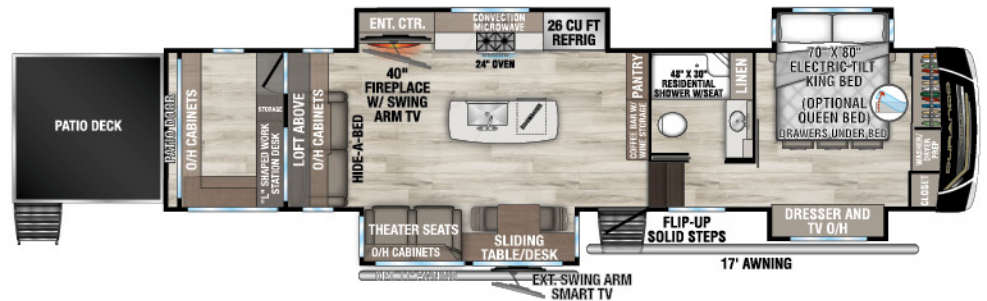 PATIO DECK
PATIO DOOR
O/H CABINETS
STORAGE
"L" SHAPED WORK
STATION DESK
LOFT ABOVE
O/H CABINETS
HIDE-A-BED
ENT. CTR.
40"
FIREPLACE
W/ SWING
ARM TV
CONVECTION
MICROWAVE
24" OVEN
26 CU FT
REFRIG
THEATER SEATS
O/H CABINETS
SLIDING
TABLE/DESK
EXT. SWING ARM
SMART TV
PANTRY
COFFEE BAR W/
WINE STORAGE
48" X 30"
RESIDENTIAL
SHOWER W/SEAT
LINEN
FLIP-UP
SOLID STEPS
17' AWNING
70" X 80"
ELECTRIC-TILT
KING BED
(OPTIONAL
QUEEN BED)
DRAWERS UNDER BED
DRESSER AND
TV O/H
WASHER/
DRYER
PREP
CLOSET
DURANGO